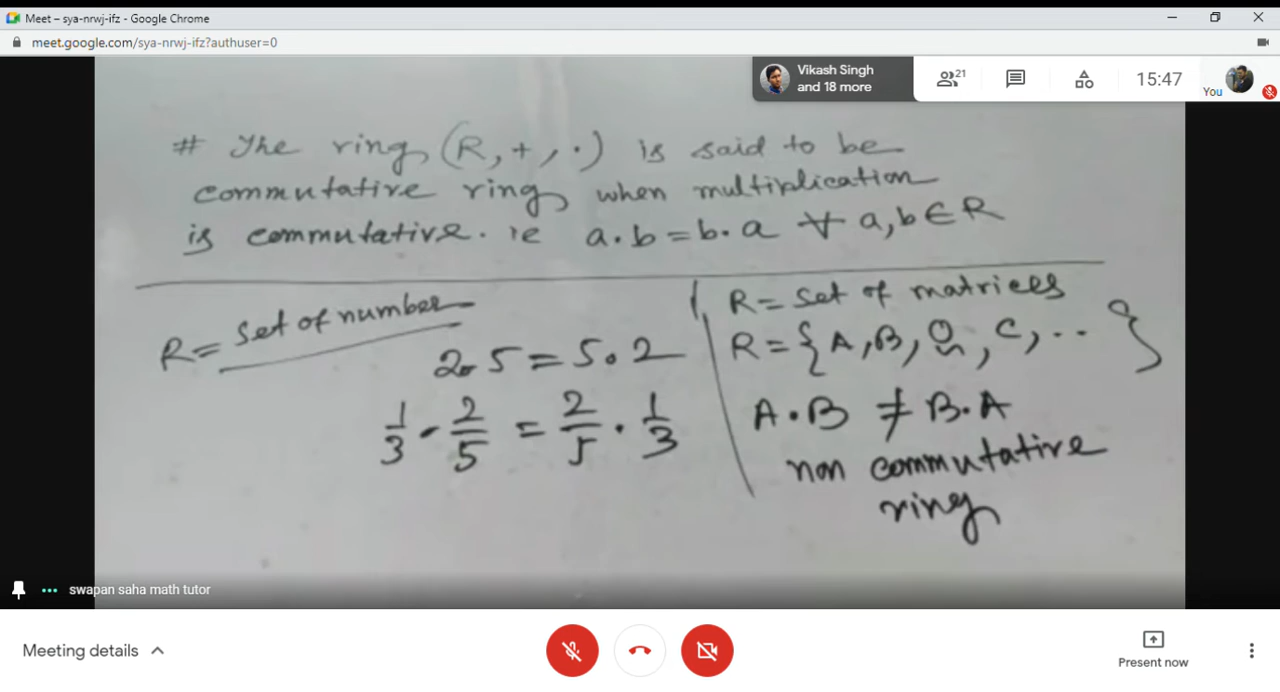 Meet – sya-nrwj-ifz - Google Chrome
meet.google.com/sya-nrwj-ifz?authuser=0
Vikash Singh
and 18 more
21
15:47
You
# The ring (R, +, ·) is said to be
commutative ring when multiplication
is commutative. ie a·b = b·a ∀ a,b ∈ R
R = set of number
2·5 = 5·2
1/3 · 2/5 = 2/5 · 1/3
R = set of matrices
R = {A, B, O, C, ·· }
A·B ≠ B·A
non commutative
ring
swapan saha math tutor
Meeting details
Present now